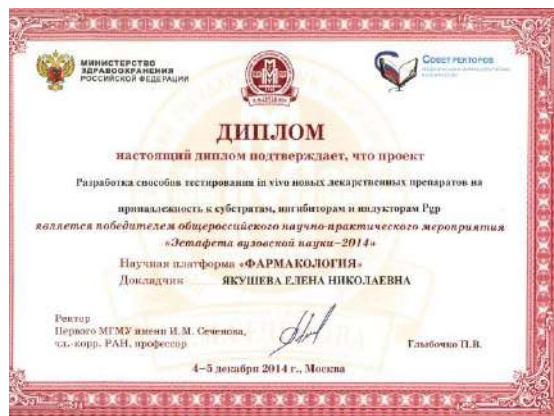 МИНИСТЕРСТВО
ЗДРАВООХРАНЕНИЯ
РОССИЙСКОЙ ФЕДЕРАЦИИ
СОВЕТ РЕКТОРОВ
ДИПЛОМ
настоящий диплом подтверждает, что проект
Разработка способов тестирования in vivo новых лекарственных препаратов на
принадлежность к субстратам, ингибиторам и индукторам Pgp
является победителем общероссийского научно-практического мероприятия
«Эстафета вузовской науки–2014»
Научная платформа «ФАРМАКОЛОГИЯ»
Докладчик ЯКУШЕВА ЕЛЕНА НИКОЛАЕВНА
Ректор
Первого МГМУ имени И.М. Сеченова,
чл.-корр. РАН, профессор
Глыбочко П.В.
4–5 декабря 2014 г., Москва